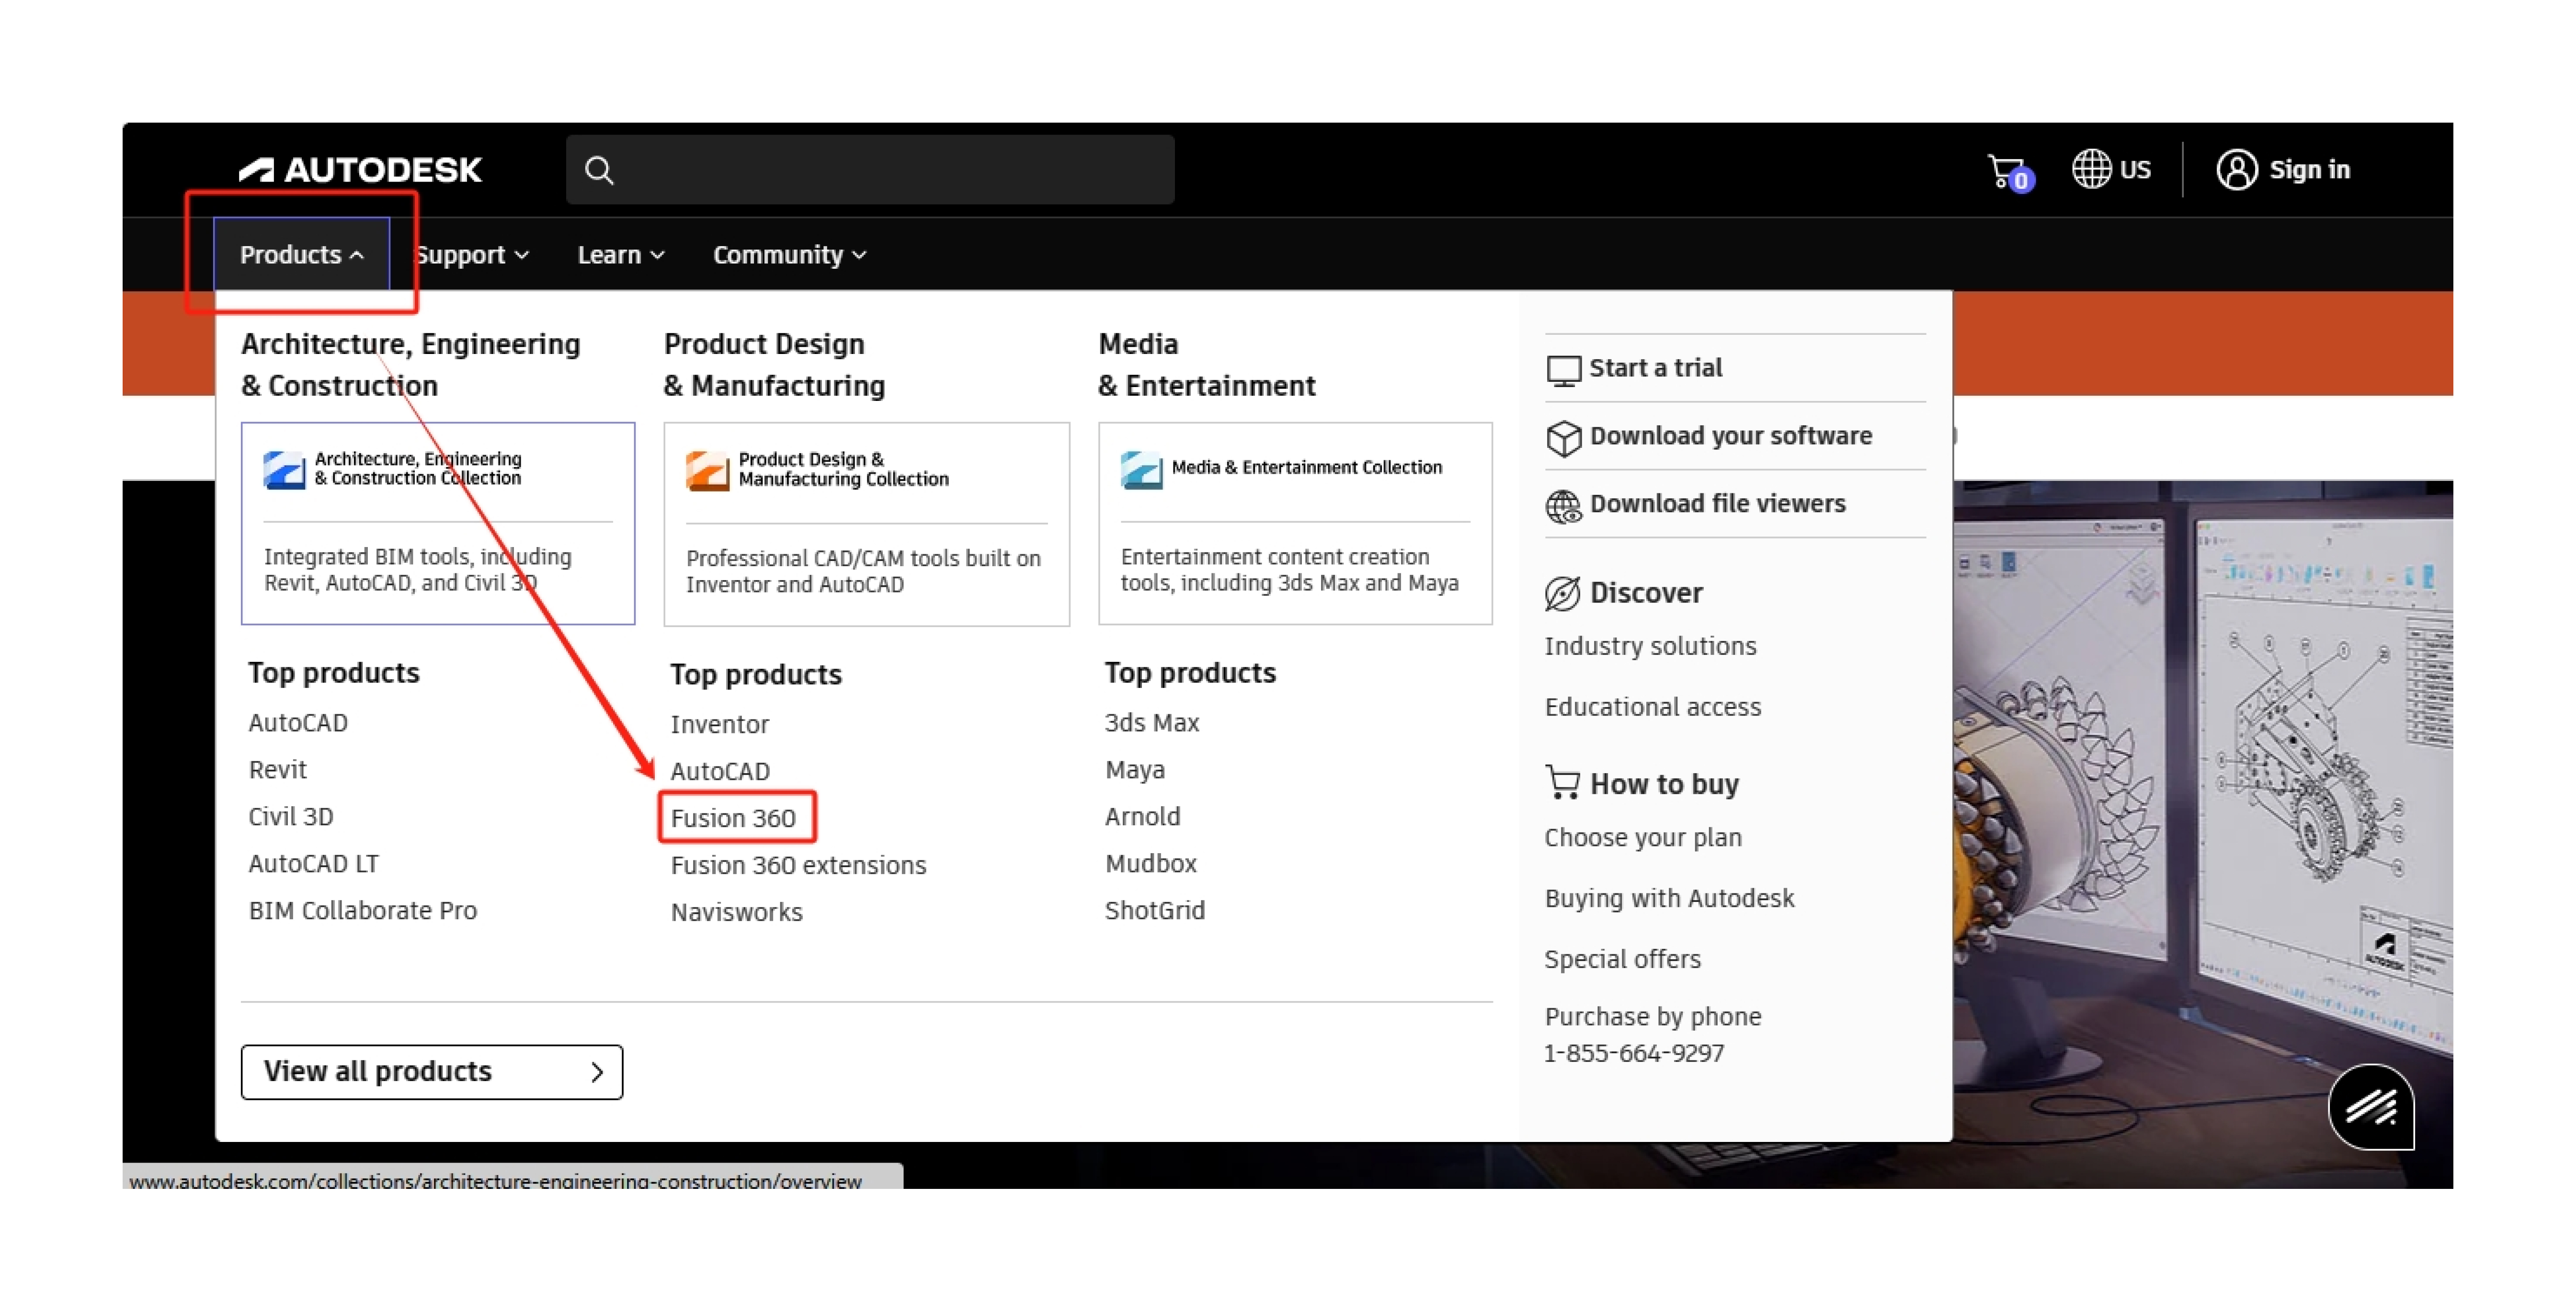 AUTODESK
0
US
Sign in
Products
Support
Learn
Community
Architecture, Engineering
& Construction
Architecture, Engineering
& Construction Collection
Integrated BIM tools, including
Revit, AutoCAD, and Civil 3D
Top products
AutoCAD
Revit
Civil 3D
AutoCAD LT
BIM Collaborate Pro
Product Design
& Manufacturing
Product Design &
Manufacturing Collection
Professional CAD/CAM tools built on
Inventor and AutoCAD
Top products
Inventor
AutoCAD
Fusion 360
Fusion 360 extensions
Navisworks
Media
& Entertainment
Media & Entertainment Collection
Entertainment content creation
tools, including 3ds Max and Maya
Top products
3ds Max
Maya
Arnold
Mudbox
ShotGrid
View all products
Start a trial
Download your software
Download file viewers
Discover
Industry solutions
Educational access
How to buy
Choose your plan
Buying with Autodesk
Special offers
Purchase by phone
1-855-664-9297
AUTODESK
www.autodesk.com/collections/architecture-engineering-construction/overview